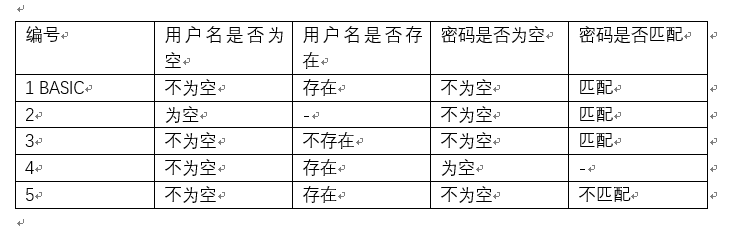 编号 用户名是否为空 用户名是否存在 密码是否为空 密码是否匹配
1 BASIC 不为空 存在 不为空 匹配
2 为空 - 不为空 匹配
3 不为空 不存在 不为空 匹配
4 不为空 存在 为空 -
5 不为空 存在 不为空 不匹配